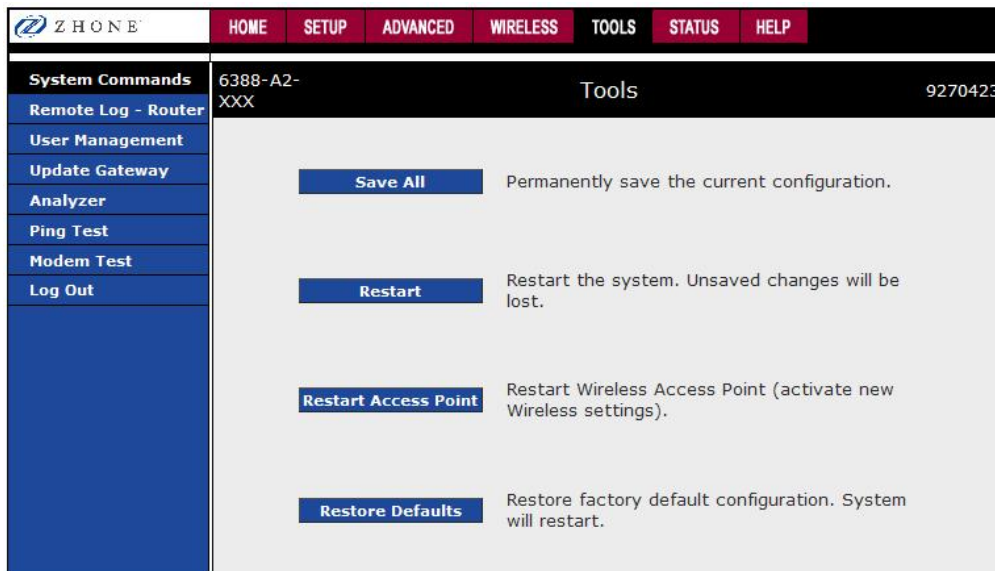 ZHONE
HOME SETUP ADVANCED WIRELESS TOOLS STATUS HELP
System Commands
Remote Log - Router
User Management
Update Gateway
Analyzer
Ping Test
Modem Test
Log Out
6388-A2-
XXX
Tools
9270423
Save All
Permanently save the current configuration.
Restart
Restart the system. Unsaved changes will be
lost.
Restart Access Point
Restart Wireless Access Point (activate new
Wireless settings).
Restore Defaults
Restore factory default configuration. System
will restart.